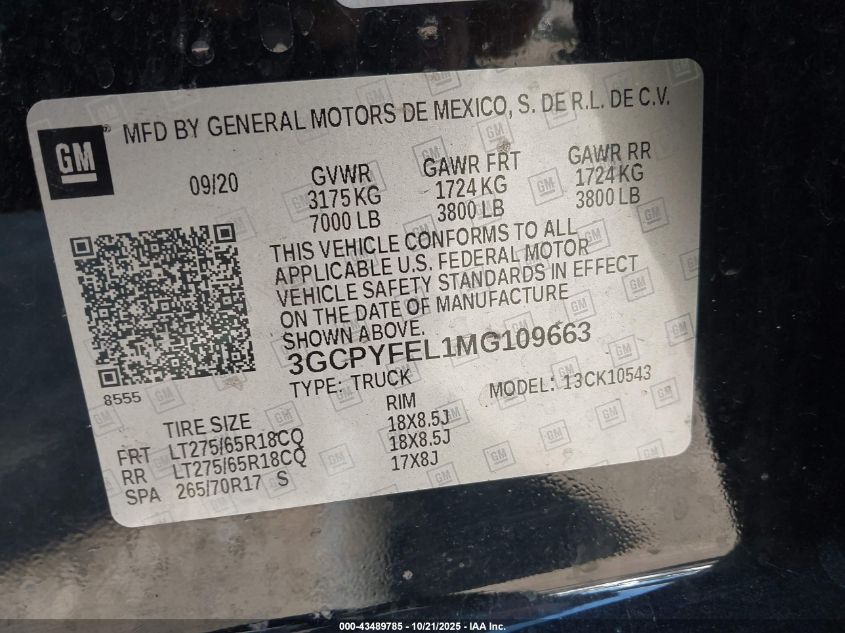 MFD BY GENERAL MOTORS DE MEXICO, S. DE R.L. DE C.V.
GM
®
09/20
GVWR
3175 KG
7000 LB
GAWR FRT
1724 KG
3800 LB
GAWR RR
1724 KG
3800 LB
THIS VEHICLE CONFORMS TO ALL
APPLICABLE U.S. FEDERAL MOTOR
VEHICLE SAFETY STANDARDS IN EFFECT
ON THE DATE OF MANUFACTURE
SHOWN ABOVE.
3GCPYFEL1MG109663
8555
TYPE: TRUCK
MODEL: 13CK10543
TIRE SIZE
RIM
FRT LT275/65R18CQ 18X8.5J
RR LT275/65R18CQ 18X8.5J
SPA 265/70R17 S 17X8J
000-43489785 - 10/21/2025 - IAA Inc.